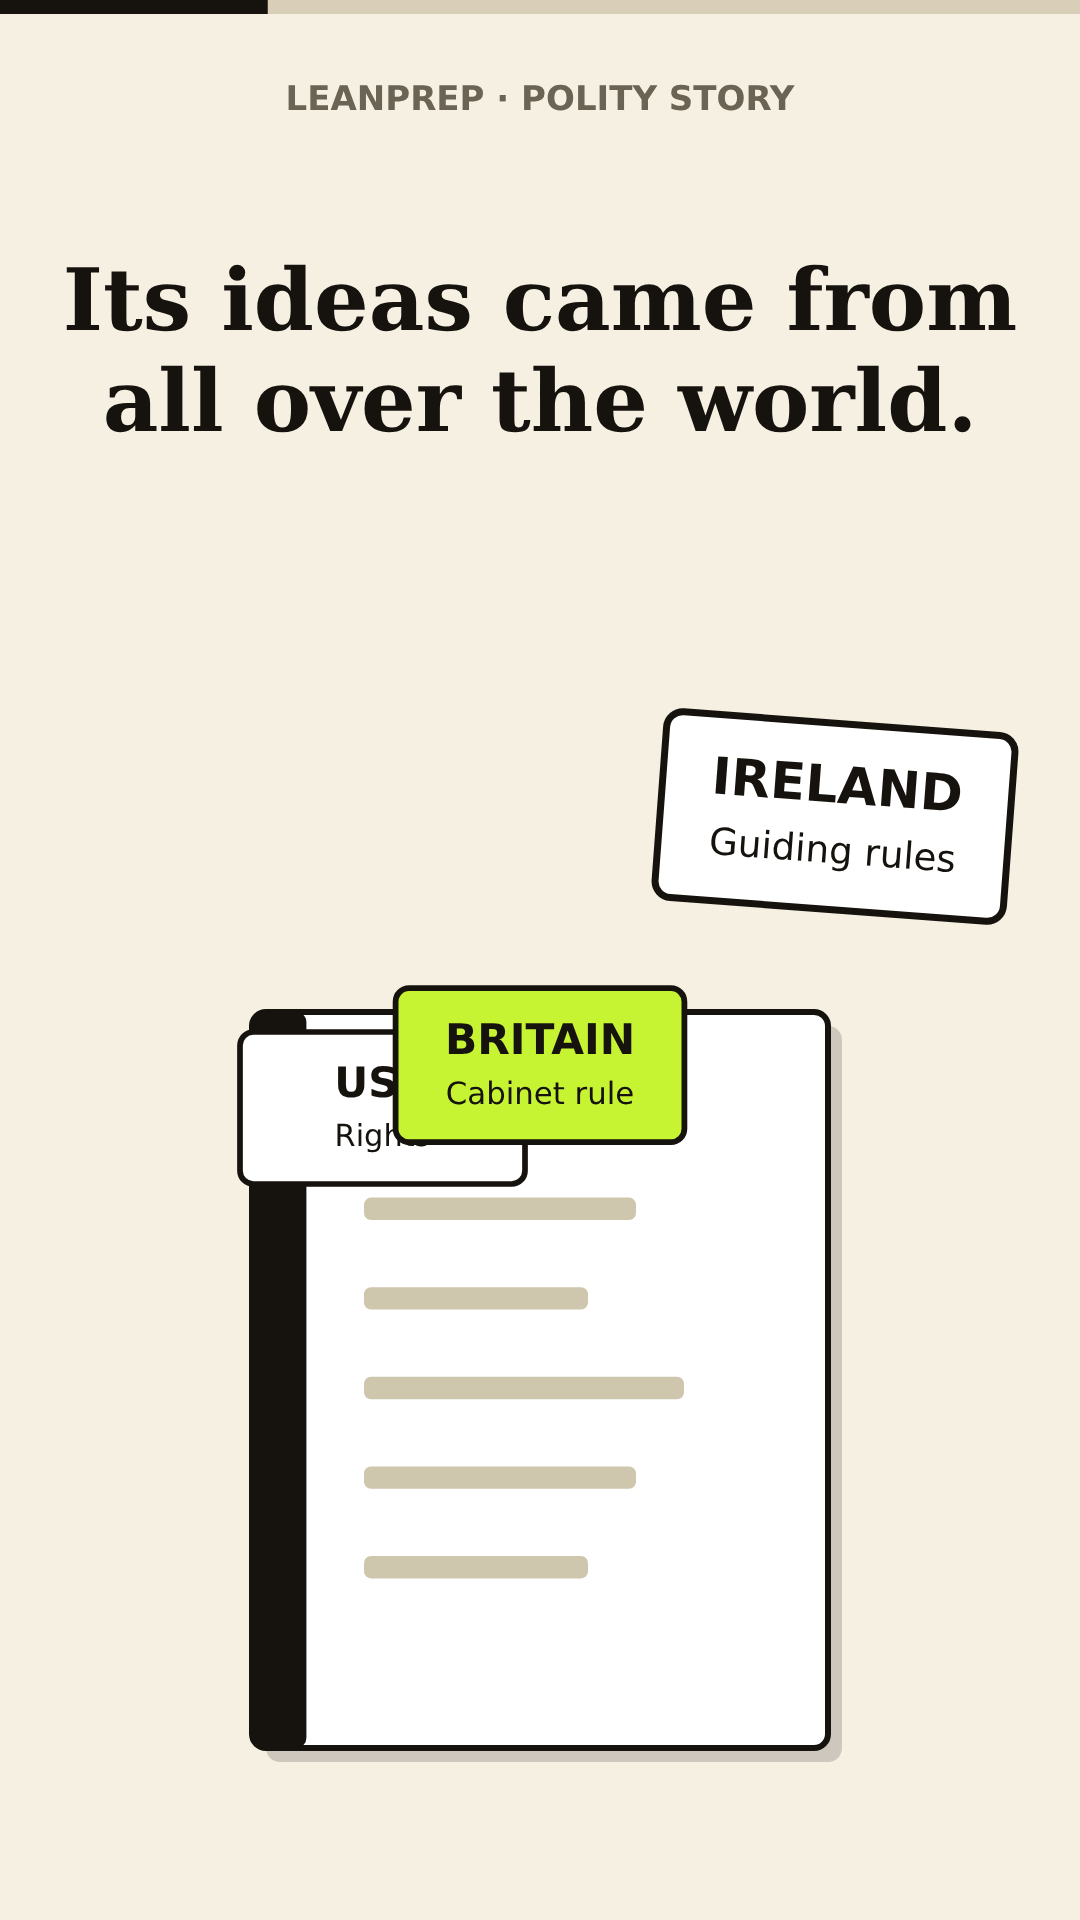 LEANPREP · POLITY STORY
Its ideas came from
all over the world.
IRELAND
Guiding rules
BRITAIN
Cabinet rule
US